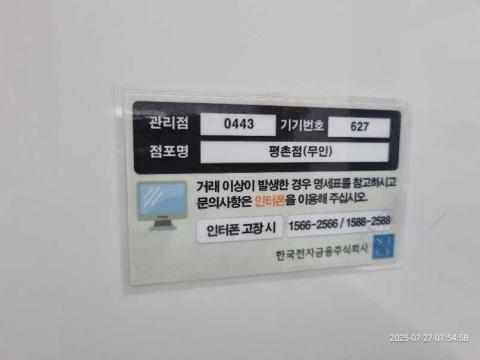 관리점 0443 기기번호 627
점포명 평촌점(무인)
거래 이상이 발생한 경우 명세표를 참고하시고
문의사항은 인터폰을 이용해 주십시오.
인터폰 고장 시 1566-2566 / 1588-2588
한국전자금융주식회사 NICE
2025-07-27 07:54:58